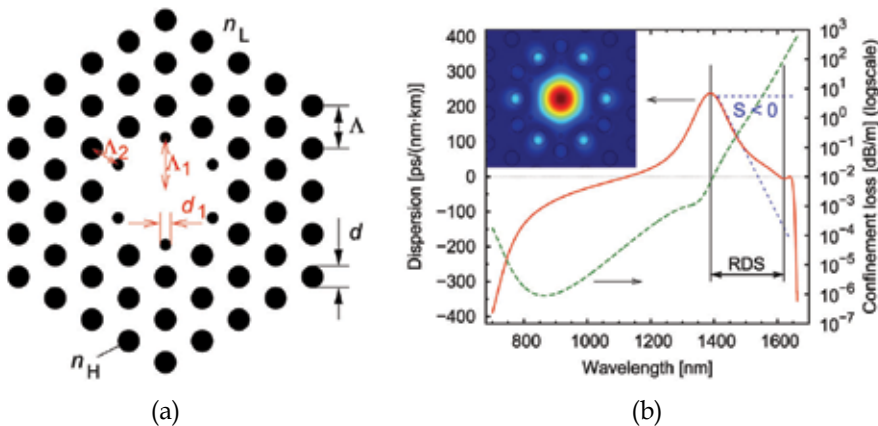 n_L
Λ
Λ_2
Λ_1
d_1
d
n_H
(a)
Dispersion [ps/(nm·km)]
400
300
200
100
0
−100
−200
−300
−400
S < 0
RDS
10^3
10^2
10^1
10^0
10^-1
10^-2
10^-3
10^-4
10^-5
10^-6
10^-7
Confinement loss [dB/m] (logscale)
800 1000 1200 1400 1600
Wavelength [nm]
(b)